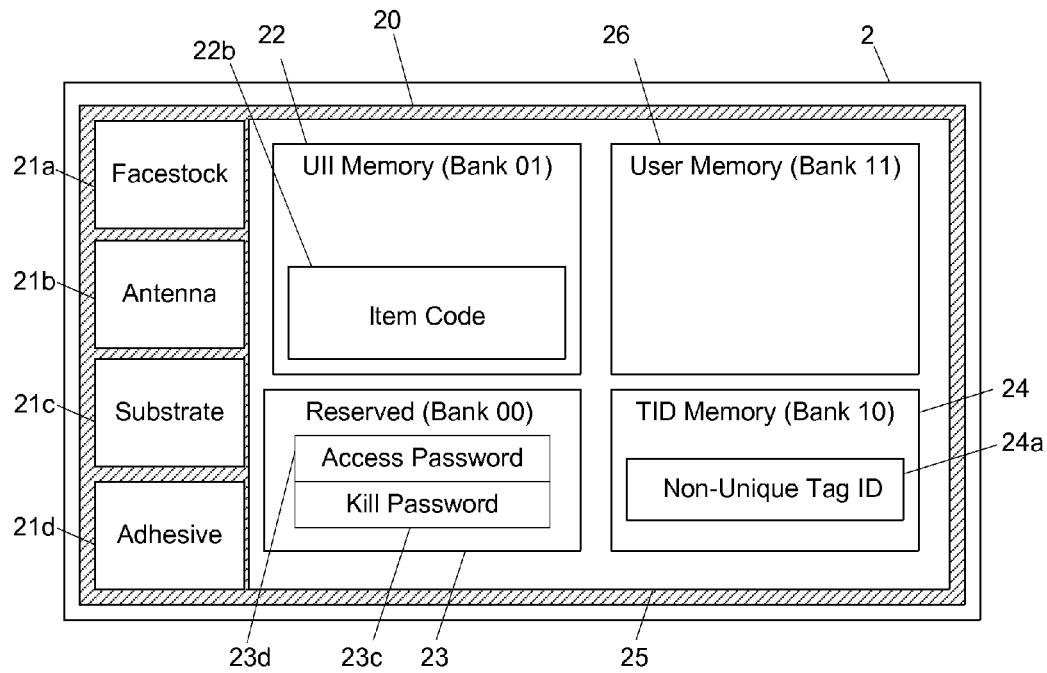 20
2
22
26
22b
Facestock
UII Memory (Bank 01)
User Memory (Bank 11)
21a
Antenna
21b
Item Code
Substrate
21c
Reserved (Bank 00)
TID Memory (Bank 10)
24
Access Password
24a
Kill Password
Non-Unique Tag ID
Adhesive
21d
23d
23c
23
25